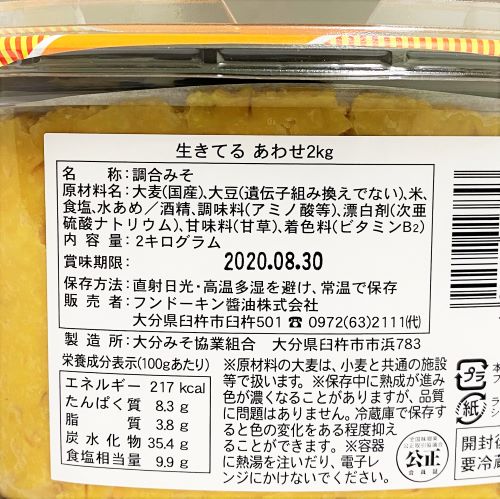 生きてる あわせ2kg
名 称:調合みそ
原材料名:大麦(国産)、大豆(遺伝子組み換えでない)、米、
食塩、水あめ／酒精、調味料(アミノ酸等)、漂白剤(次亜
硫酸ナトリウム)、甘味料(甘草)、着色料(ビタミンB2)
内 容 量:2キログラム
賞味期限: 2020.08.30
保存方法:直射日光・高温多湿を避け、常温で保存
販 売 者:フンドーキン醬油株式会社
大分県臼杵市臼杵501 ☎ 0972(63)2111(代)
製 造 所:大分みそ協業組合 大分県臼杵市市浜783
栄養成分表示(100gあたり)
エネルギー 217 kcal
たんぱく質 8.3 g
脂 質 3.8 g
炭水化物 35.4 g
食塩相当量 9.9 g
※原材料の大麦は、小麦と共通の施設
等で扱います。※保存中に熟成が進み
色が濃くなることがありますが、品質
に問題はありません。冷蔵庫で保存す
ると色の変化をある程度抑え
ることができます。※容器
に熱湯を注いだり、電子レ
ンジにかけないでください。
公正
会員証
プラ
紙
開封後
要冷蔵